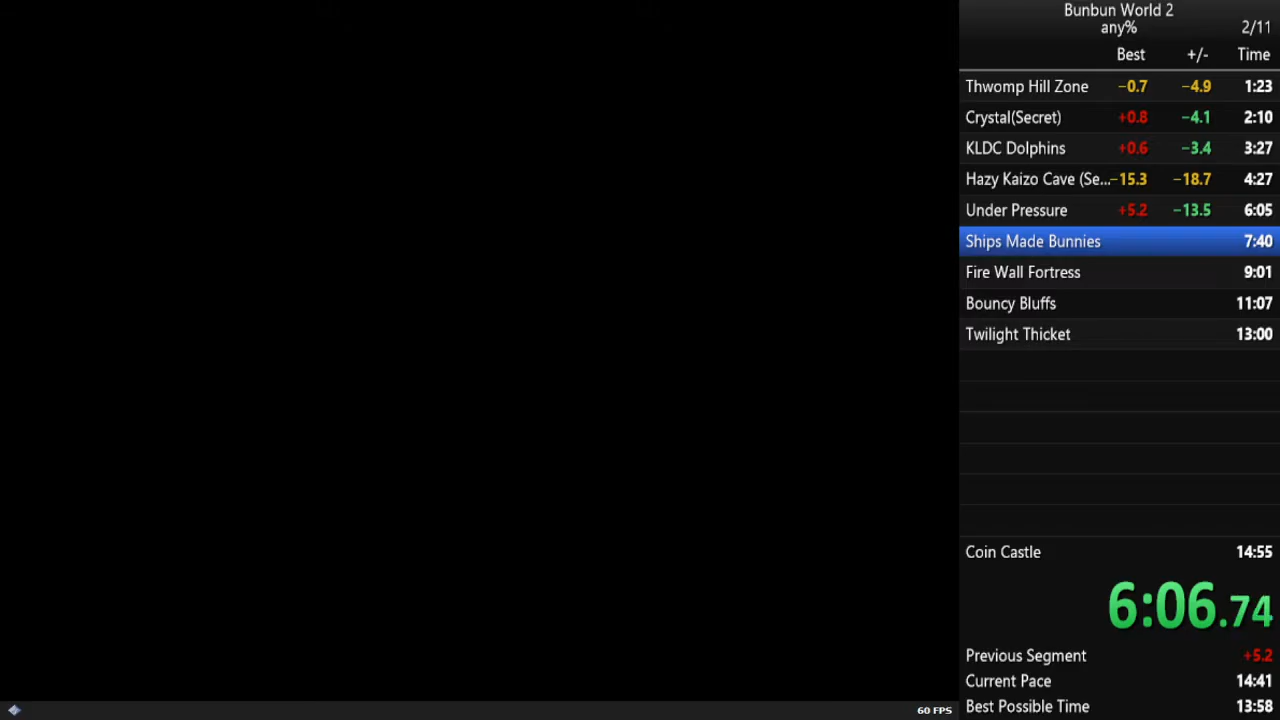 Bunbun World 2
any% 2/11
Best +/- Time
Thwomp Hill Zone −0.7 −4.9 1:23
Crystal(Secret) +0.8 −4.1 2:10
KLDC Dolphins +0.6 −3.4 3:27
Hazy Kaizo Cave (Se... −15.3 −18.7 4:27
Under Pressure +5.2 −13.5 6:05
Ships Made Bunnies 7:40
Fire Wall Fortress 9:01
Bouncy Bluffs 11:07
Twilight Thicket 13:00
Coin Castle 14:55
6:06.74
Previous Segment +5.2
Current Pace 14:41
Best Possible Time 13:58
60 FPS